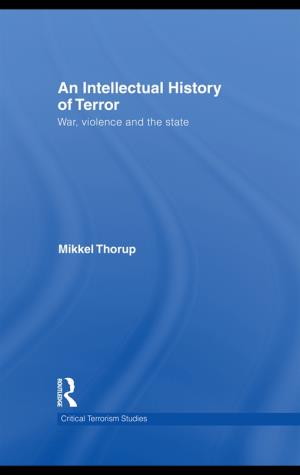 An Intellectual History
of Terror
War, violence and the state
Mikkel Thorup
ROUTLEDGE
Critical Terrorism Studies